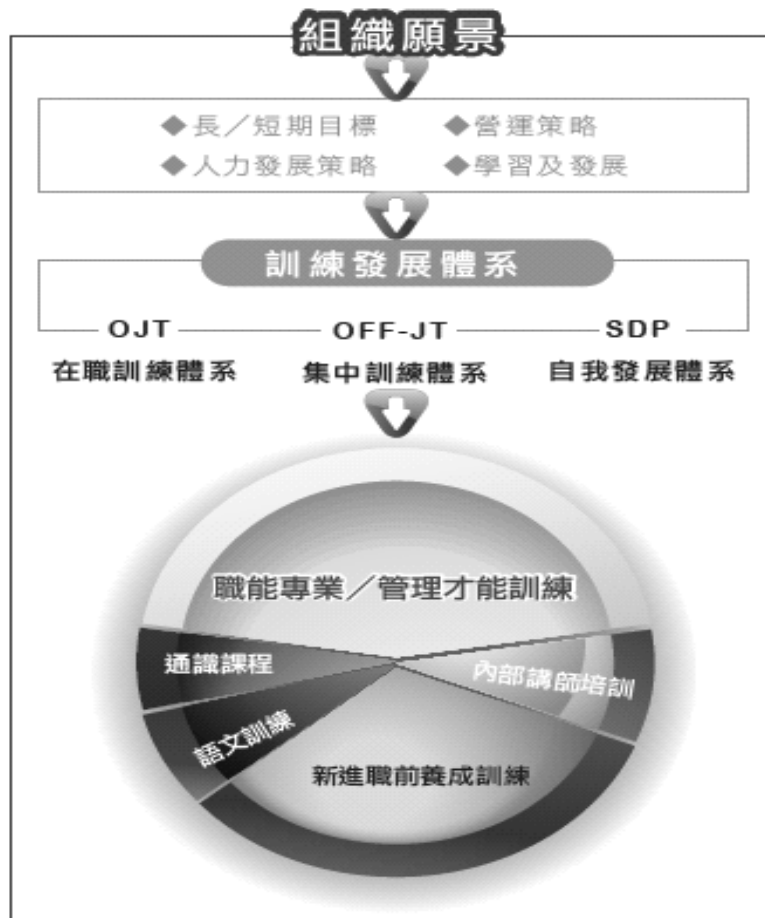 組織願景
◆長／短期目標 ◆營運策略
◆人力發展策略 ◆學習及發展
訓練發展體系
OJT OFF-JT SDP
在職訓練體系 集中訓練體系 自我發展體系
職能專業／管理才能訓練
通識課程
內部講師培訓
語文訓練
新進職前養成訓練